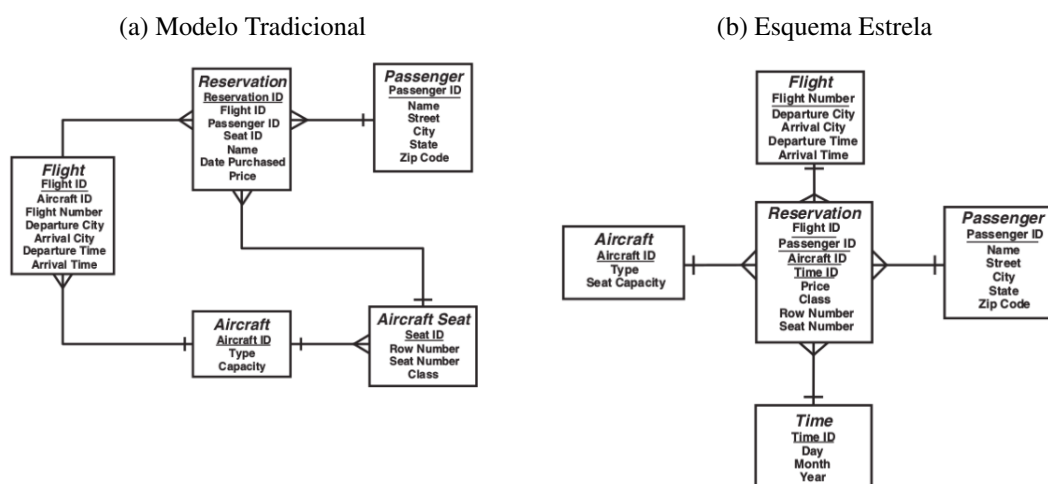 (a) Modelo Tradicional
Reservation
Reservation ID
Flight ID
Passenger ID
Seat ID
Name
Date Purchased
Price
Passenger
Passenger ID
Name
Street
City
State
Zip Code
Flight
Flight ID
Aircraft ID
Flight Number
Departure City
Arrival City
Departure Time
Arrival Time
Aircraft
Aircraft ID
Type
Capacity
Aircraft Seat
Seat ID
Row Number
Seat Number
Class
(b) Esquema Estrela
Flight
Flight Number
Departure City
Arrival City
Departure Time
Arrival Time
Aircraft
Aircraft ID
Type
Seat Capacity
Reservation
Flight ID
Passenger ID
Aircraft ID
Time ID
Price
Class
Row Number
Seat Number
Passenger
Passenger ID
Name
Street
City
State
Zip Code
Time
Time ID
Day
Month
Year